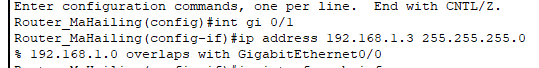 Enter configuration commands, one per line.  End with CNTL/Z.
Router_MaHailing(config)#int gi 0/1
Router_MaHailing(config-if)#ip address 192.168.1.3 255.255.255.0
% 192.168.1.0 overlaps with GigabitEthernet0/0